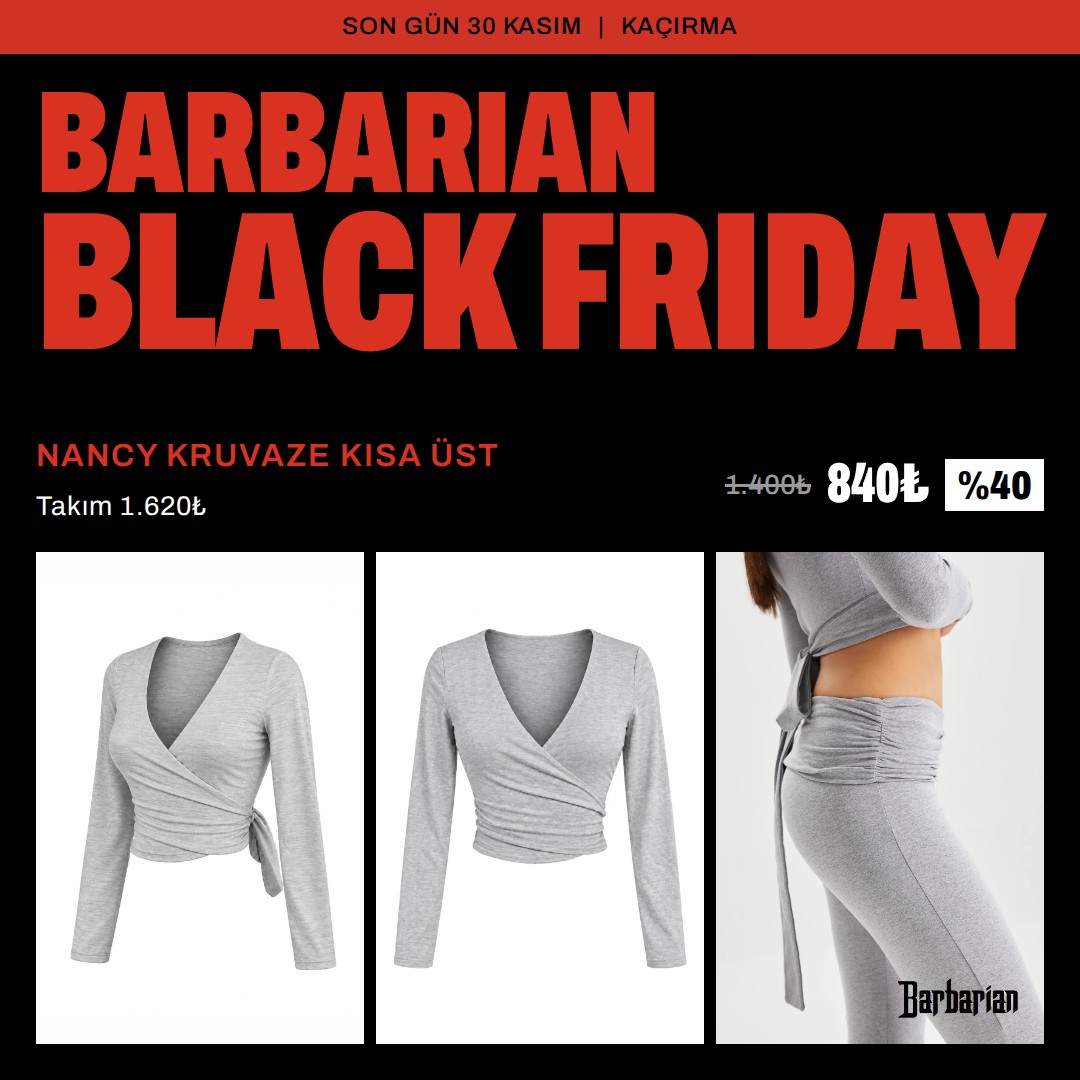 SON GÜN 30 KASIM | KAÇIRMA
BARBARIAN
BLACK FRIDAY
NANCY KRUVAZE KISA ÜST
Takım 1.620₺
1.400₺ 840₺ %40
Barbarian